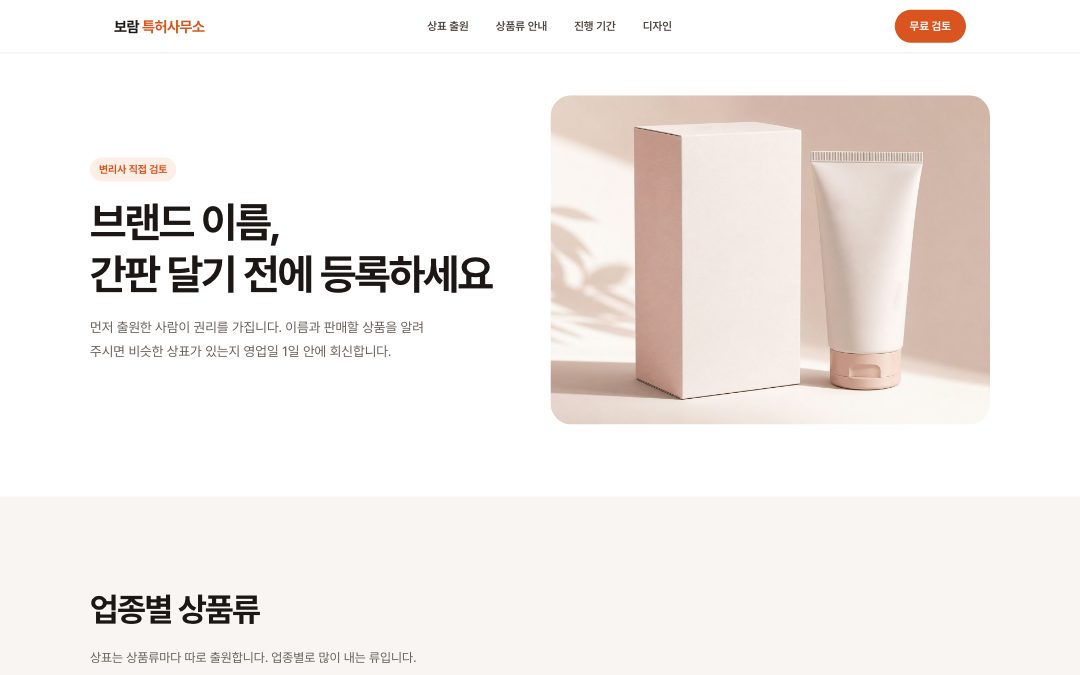 보람 특허사무소
상표 출원
상품류 안내
진행 기간
디자인
무료 검토
변리사 직접 검토
브랜드 이름,
간판 달기 전에 등록하세요
먼저 출원한 사람이 권리를 가집니다. 이름과 판매할 상품을 알려
주시면 비슷한 상표가 있는지 영업일 1일 안에 회신합니다.
업종별 상품류
상표는 상품류마다 따로 출원합니다. 업종별로 많이 내는 류입니다.